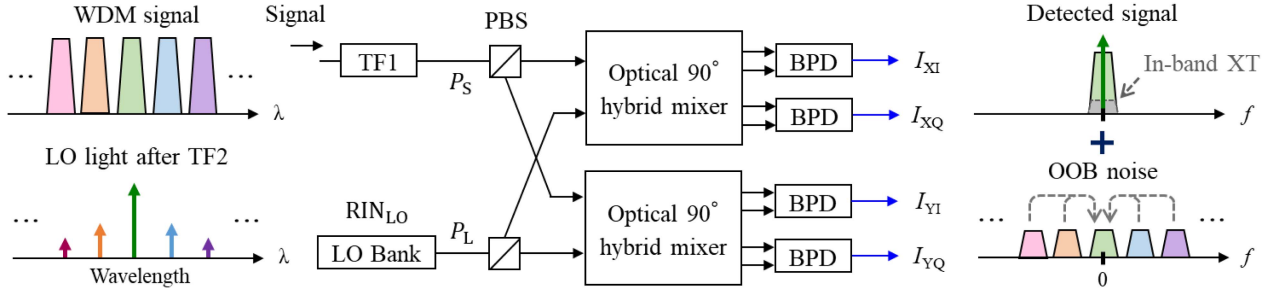 WDM signal
...
...
λ
LO light after TF2
...
...
λ
Wavelength
Signal
TF1
P_S
PBS
RIN_LO
LO Bank
P_L
Optical 90°
hybrid mixer
Optical 90°
hybrid mixer
BPD
I_XI
BPD
I_XQ
BPD
I_YI
BPD
I_YQ
Detected signal
In-band XT
f
+
OOB noise
...
...
f
0